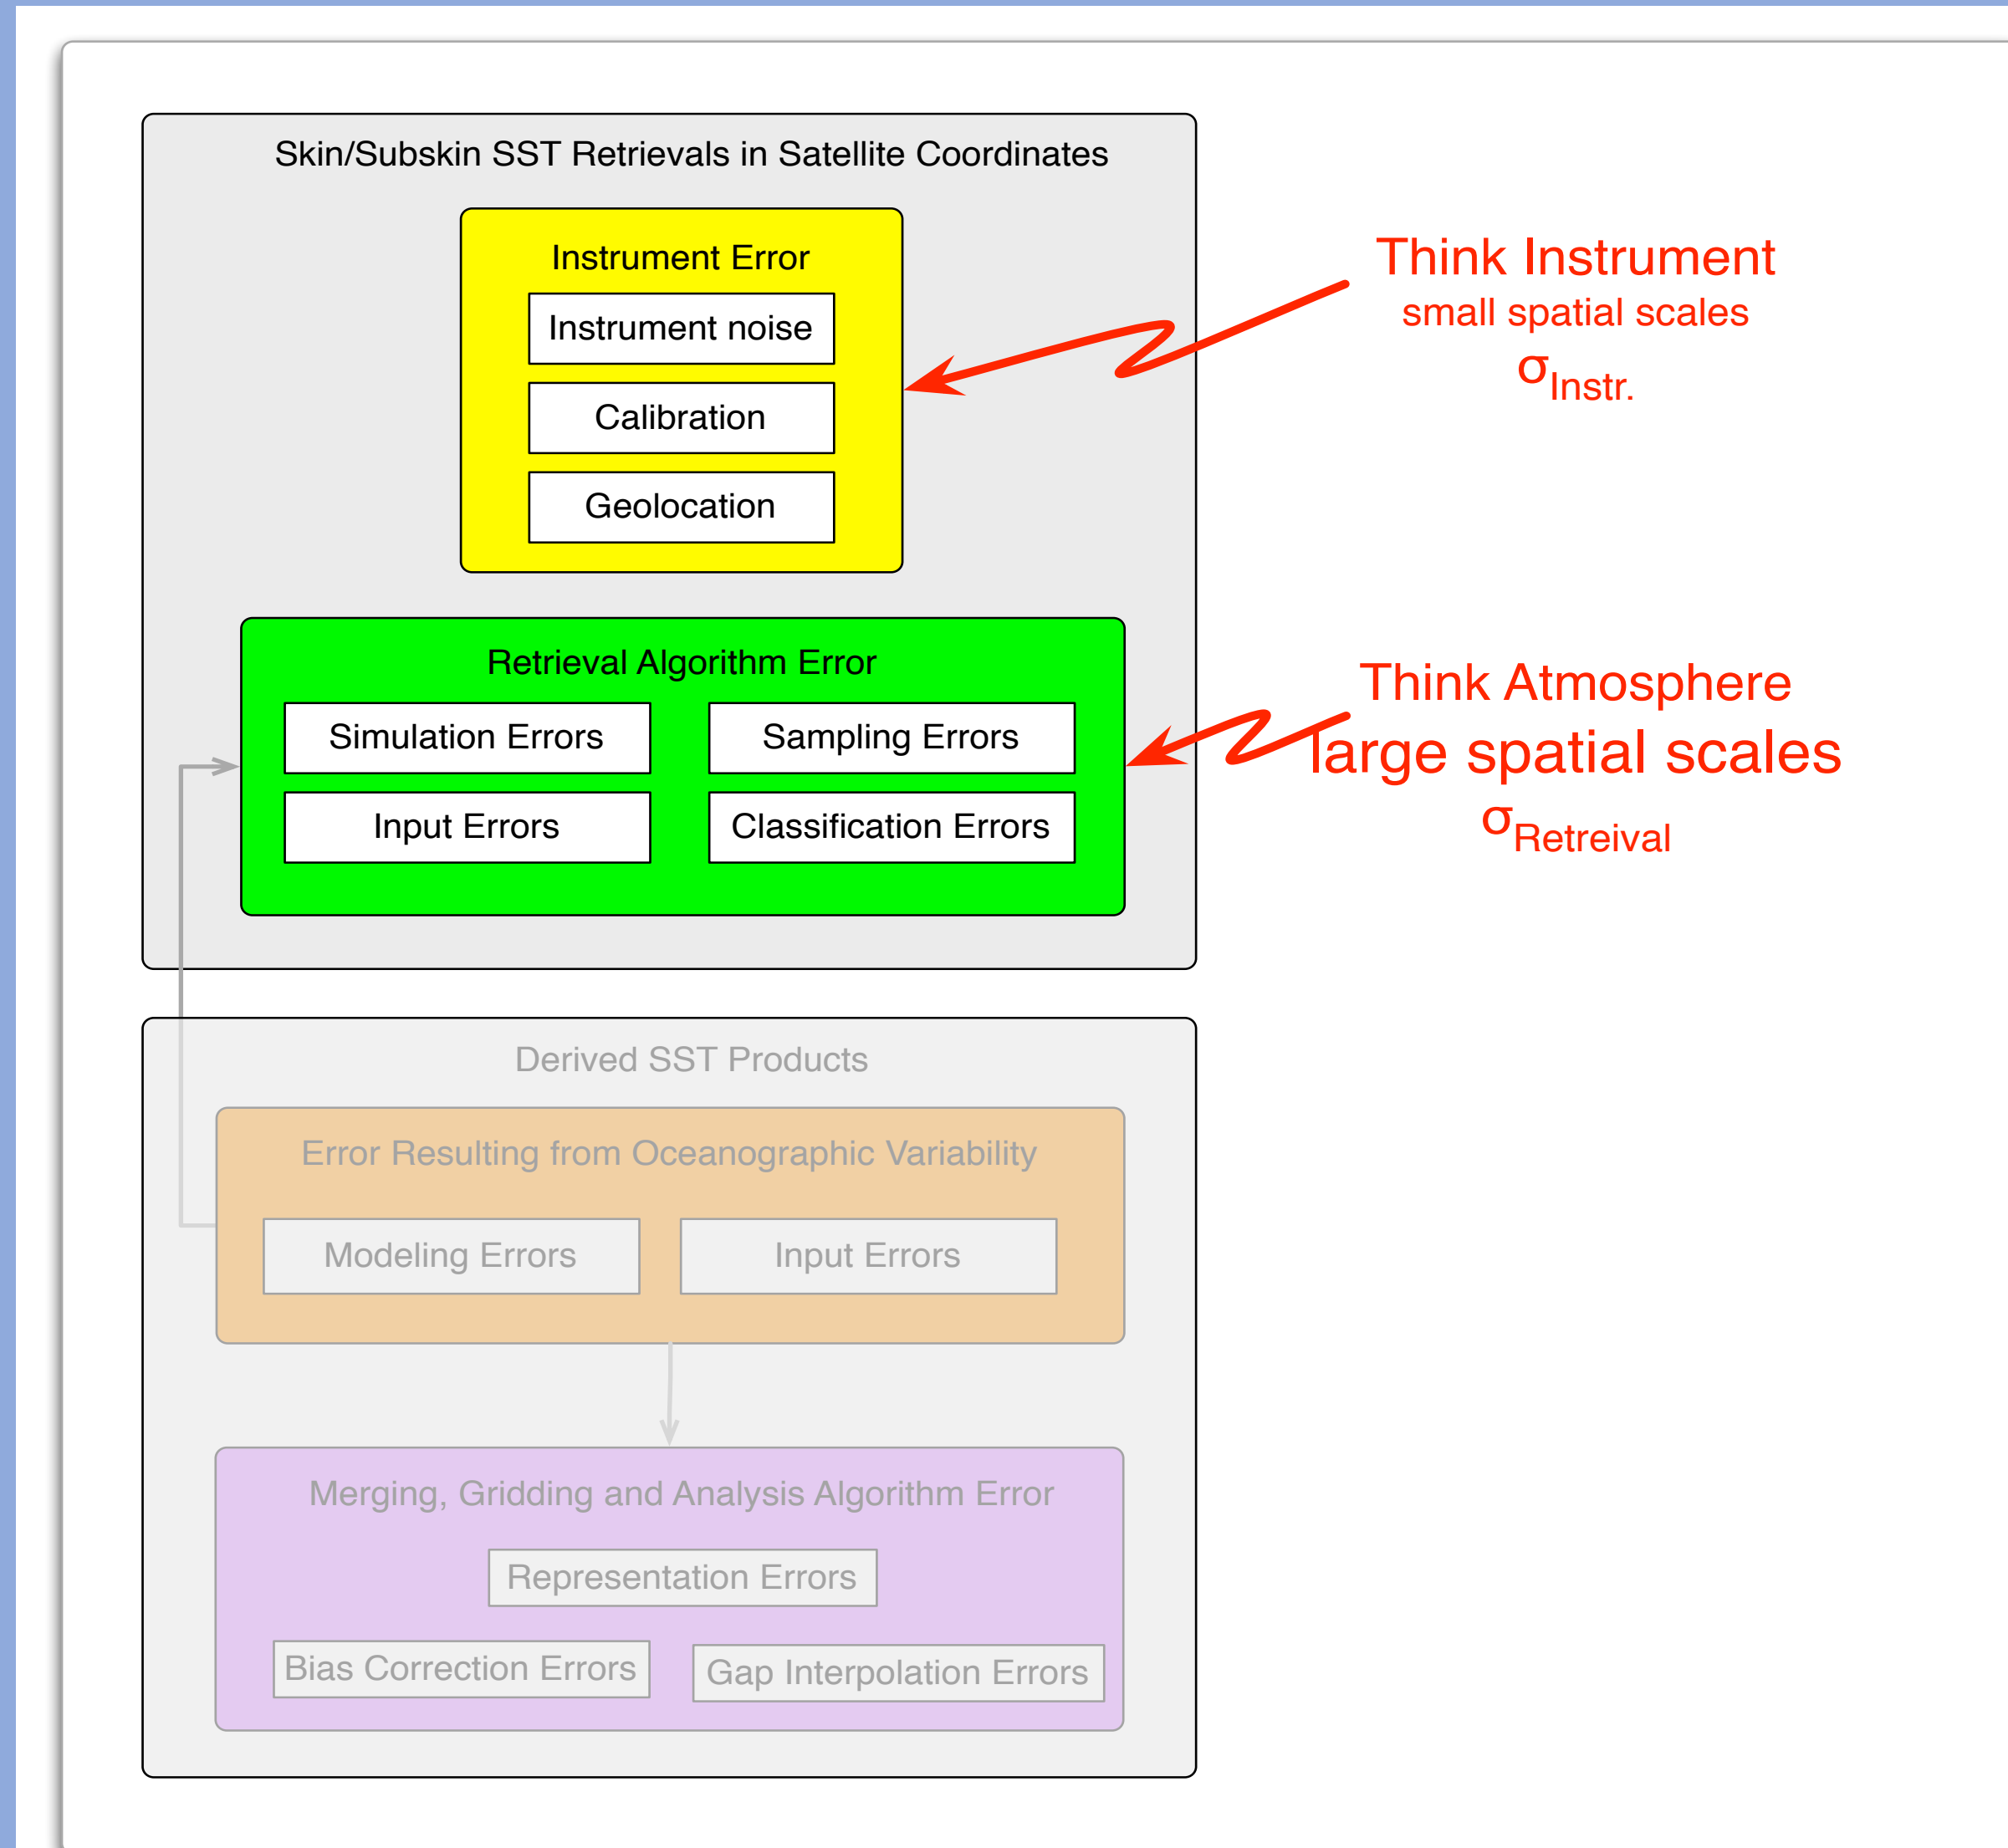 Skin/Subskin SST Retrievals in Satellite Coordinates
Instrument Error
Instrument noise
Calibration
Geolocation
Think Instrument
small spatial scales
σInstr.
Retrieval Algorithm Error
Simulation Errors
Sampling Errors
Input Errors
Classification Errors
Think Atmosphere
large spatial scales
σRetreival
Derived SST Products
Error Resulting from Oceanographic Variability
Modeling Errors
Input Errors
Merging, Gridding and Analysis Algorithm Error
Representation Errors
Bias Correction Errors
Gap Interpolation Errors